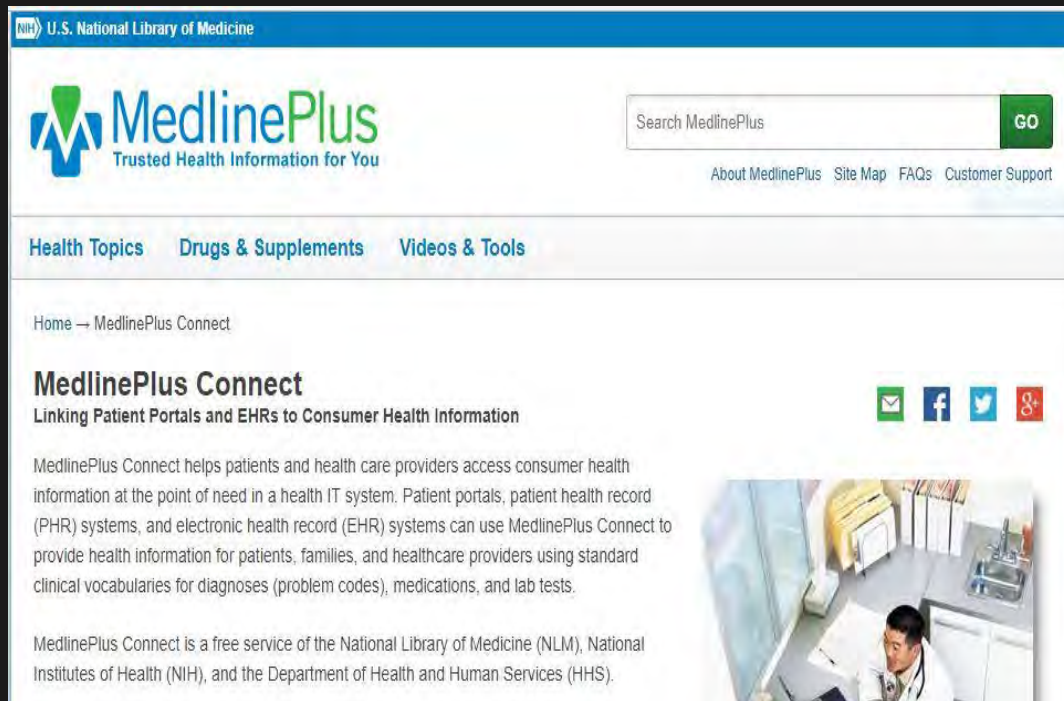 NIH U.S. National Library of Medicine
MedlinePlus
Trusted Health Information for You
Search MedlinePlus
GO
About MedlinePlus Site Map FAQs Customer Support
Health Topics Drugs & Supplements Videos & Tools
Home → MedlinePlus Connect
MedlinePlus Connect
Linking Patient Portals and EHRs to Consumer Health Information
MedlinePlus Connect helps patients and health care providers access consumer health
information at the point of need in a health IT system. Patient portals, patient health record
(PHR) systems, and electronic health record (EHR) systems can use MedlinePlus Connect to
provide health information for patients, families, and healthcare providers using standard
clinical vocabularies for diagnoses (problem codes), medications, and lab tests.
MedlinePlus Connect is a free service of the National Library of Medicine (NLM), National
Institutes of Health (NIH), and the Department of Health and Human Services (HHS).
f
8+